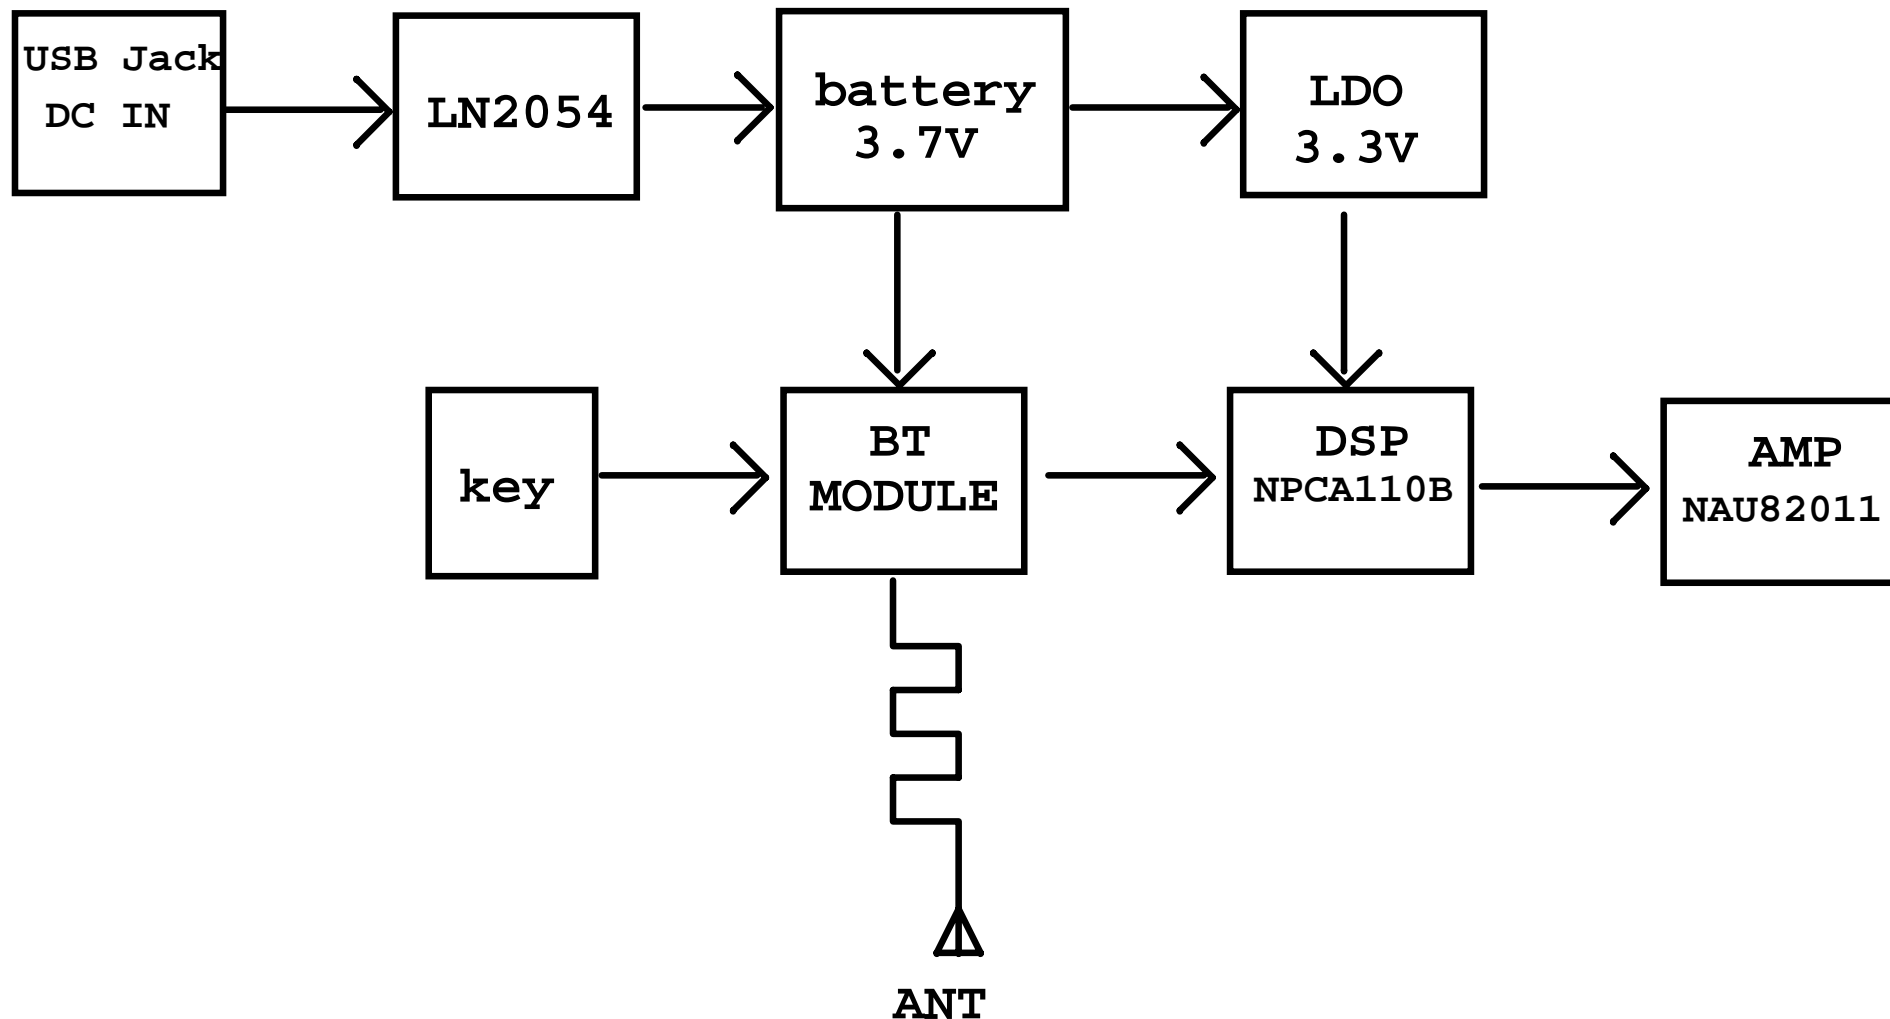 USB Jack
DC IN
LN2054
battery
3.7V
LDO
3.3V
key
BT
MODULE
DSP
NPCA110B
AMP
NAU82011
ANT